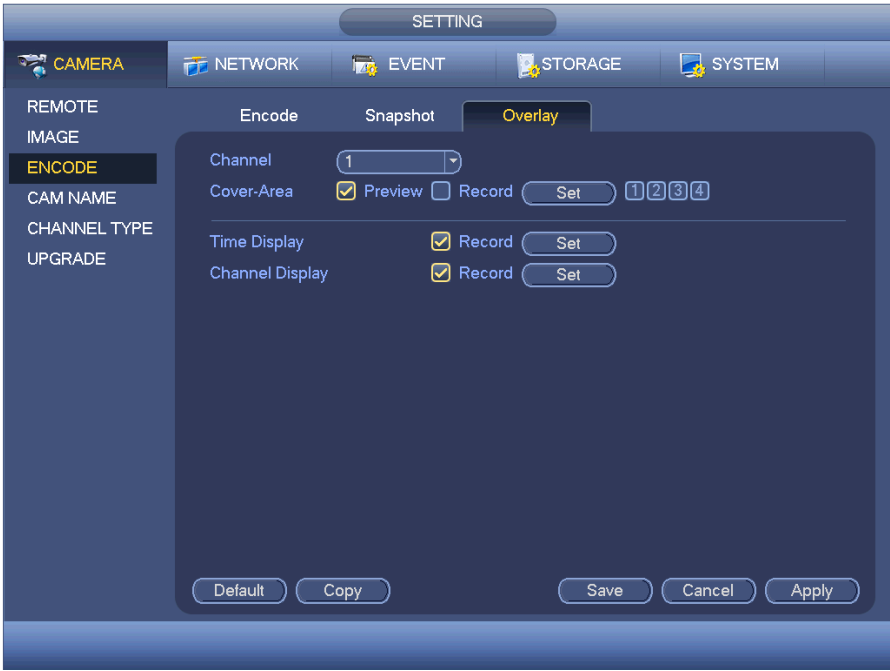 SETTING
CAMERA NETWORK EVENT STORAGE SYSTEM
REMOTE
IMAGE
ENCODE
CAM NAME
CHANNEL TYPE
UPGRADE
Encode Snapshot Overlay
Channel 1
Cover-Area Preview Record Set 1 2 3 4
Time Display Record Set
Channel Display Record Set
Default Copy Save Cancel Apply